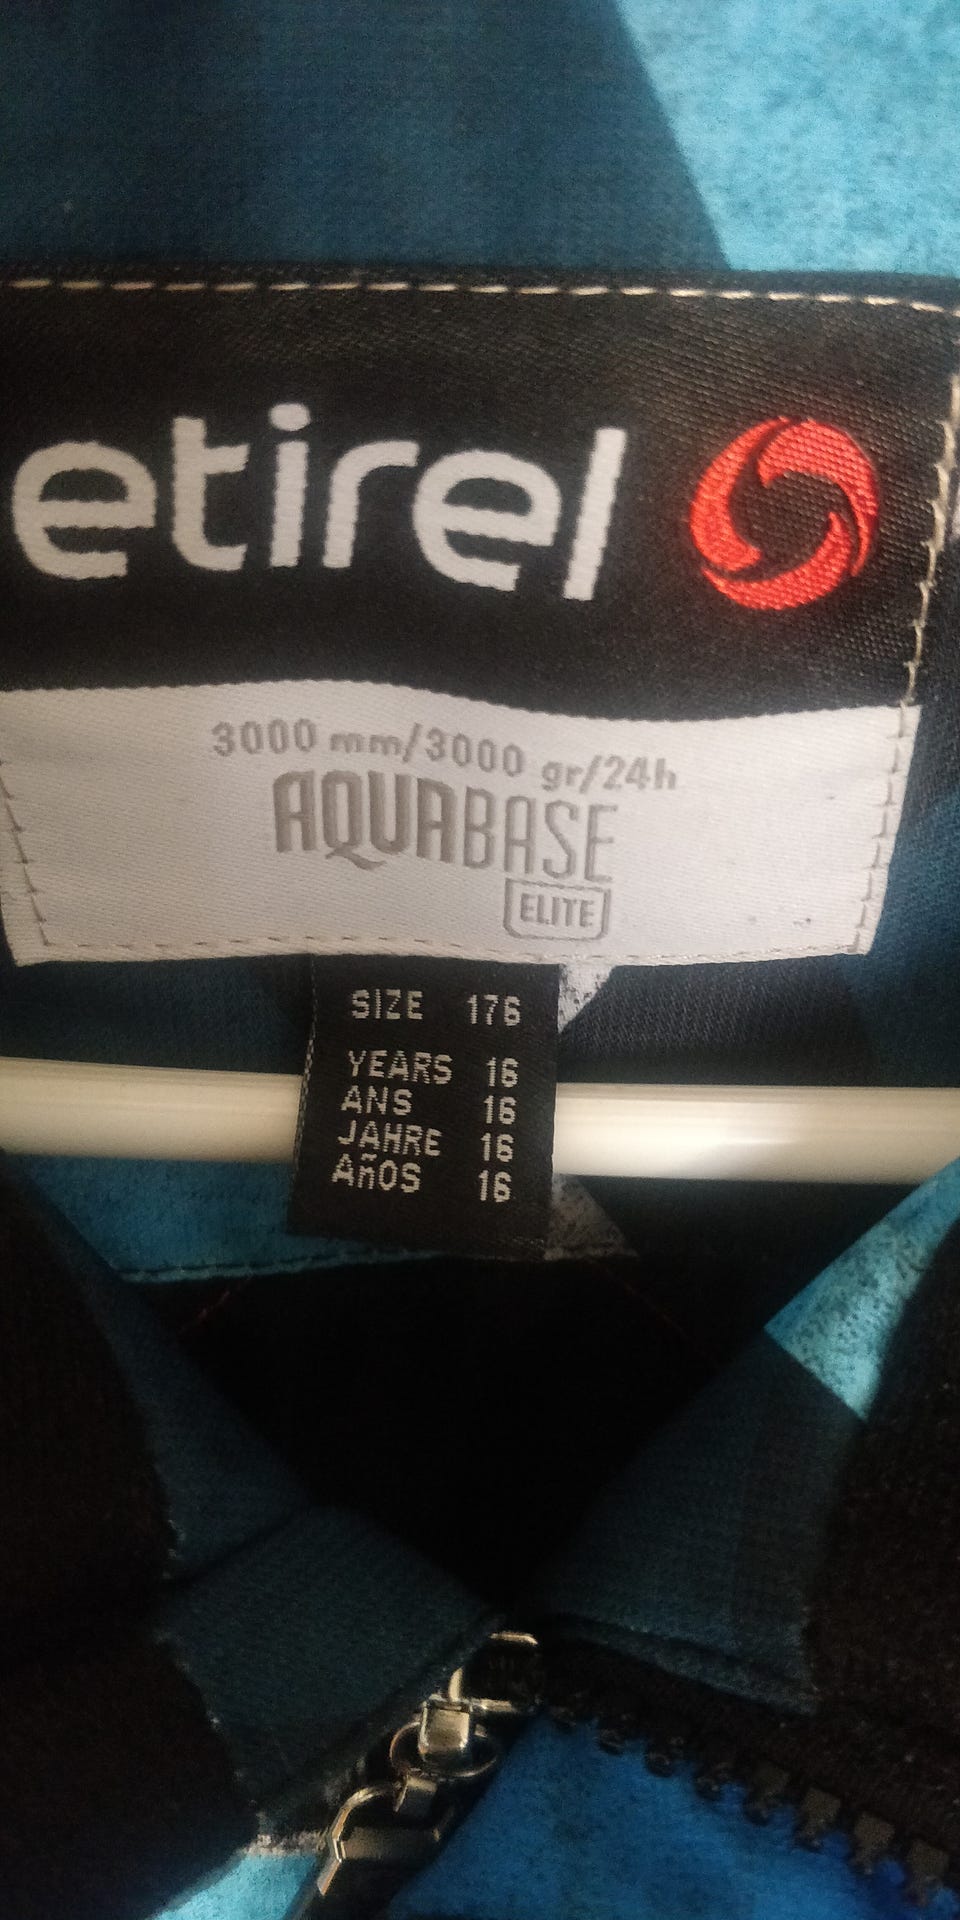 etirel
3000 mm/3000 gr/24h
AQUABASE
ELITE
SIZE 176
YEARS 16
ANS 16
JAHRE 16
AñOS 16